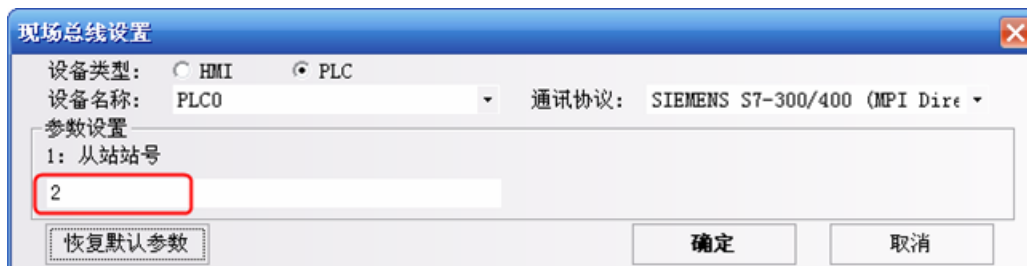 现场总线设置
设备类型： HMI PLC
设备名称： PLC0 通讯协议： SIEMENS S7-300/400 (MPI Dire
参数设置
1: 从站站号
2
恢复默认参数 确定 取消